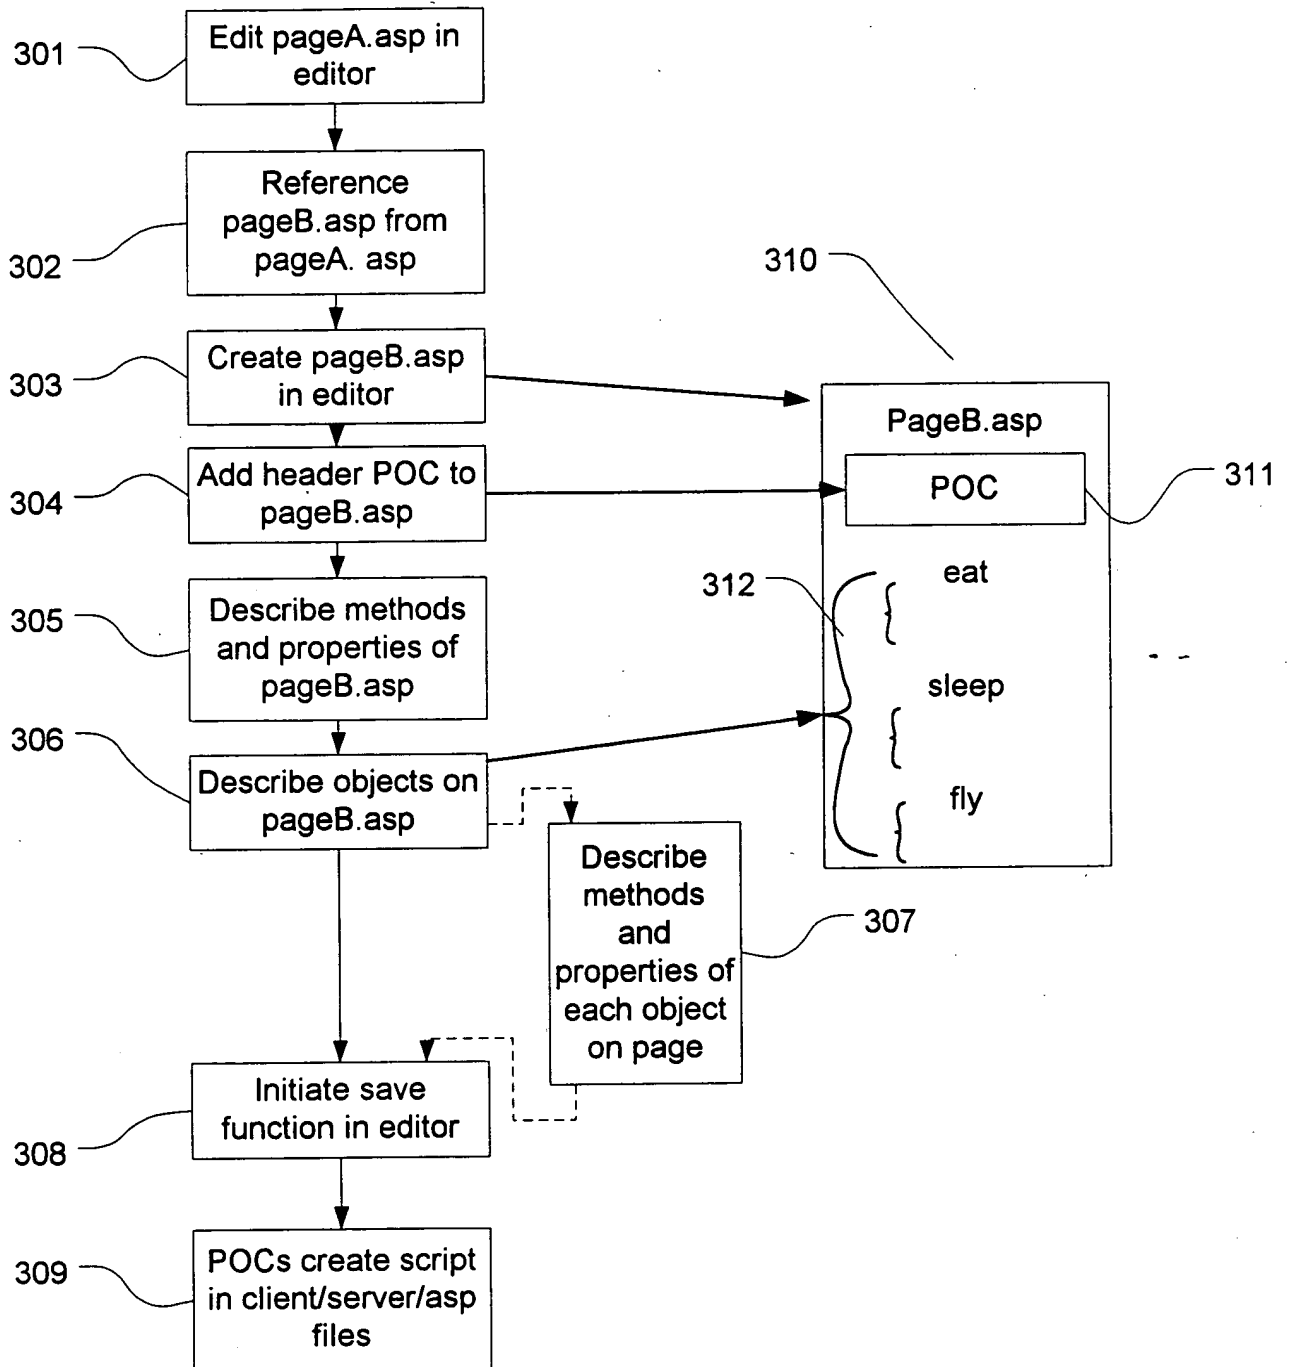 301
Edit pageA.asp in
editor
302
Reference
pageB.asp from
pageA. asp
303
Create pageB.asp
in editor
304
Add header POC to
pageB.asp
305
Describe methods
and properties of
pageB.asp
306
Describe objects on
pageB.asp
307
Describe
methods
and
properties of
each object
on page
308
Initiate save
function in editor
309
POCs create script
in client/server/asp
files
310
PageB.asp
POC
311
312
eat
{
sleep
{
fly
{